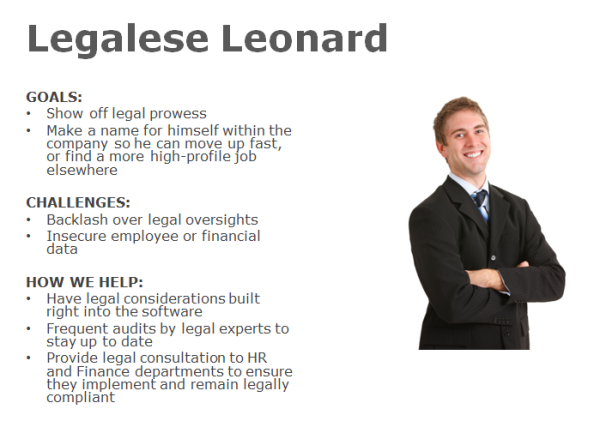 Legalese Leonard
GOALS:
• Show off legal prowess
• Make a name for himself within the
company so he can move up fast,
or find a more high-profile job
elsewhere
CHALLENGES:
• Backlash over legal oversights
• Insecure employee or financial
data
HOW WE HELP:
• Have legal considerations built
right into the software
• Frequent audits by legal experts to
stay up to date
• Provide legal consultation to HR
and Finance departments to ensure
they implement and remain legally
compliant